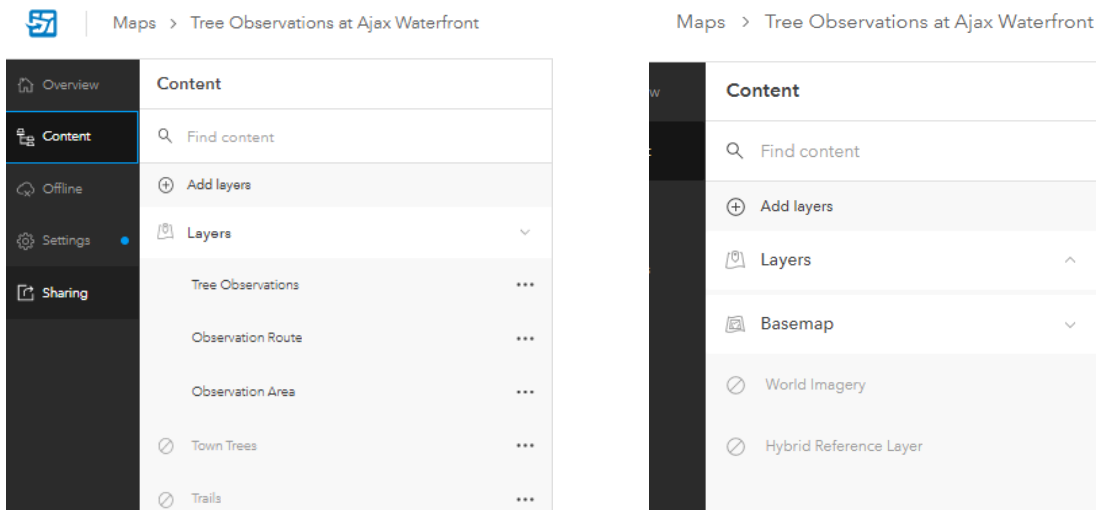 Maps > Tree Observations at Ajax Waterfront
Overview
Content
Offline
Settings
Sharing
Content
Find content
Add layers
Layers
Tree Observations
Observation Route
Observation Area
Town Trees
Trails
Maps > Tree Observations at Ajax Waterfront
w
Content
Find content
Add layers
Layers
Basemap
World Imagery
Hybrid Reference Layer